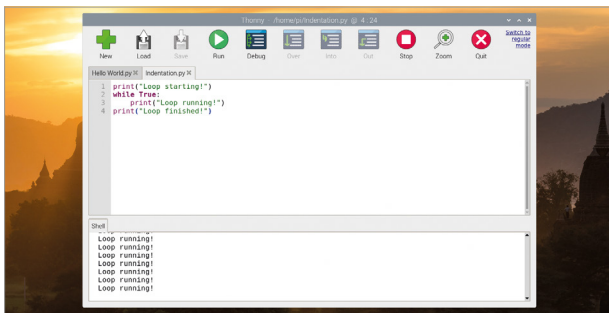 Thonny - /home/pi/Indentation.py @ 4 : 24
New
Load
Save
Run
Debug
Over
Into
Out
Stop
Zoom
Quit
Switch to
regular
mode
Hello World.py
Indentation.py
1 print("Loop starting!")
2 while True:
3     print("Loop running!")
4 print("Loop finished!")
Shell
Loop running!
Loop running!
Loop running!
Loop running!
Loop running!
Loop running!
Loop running!